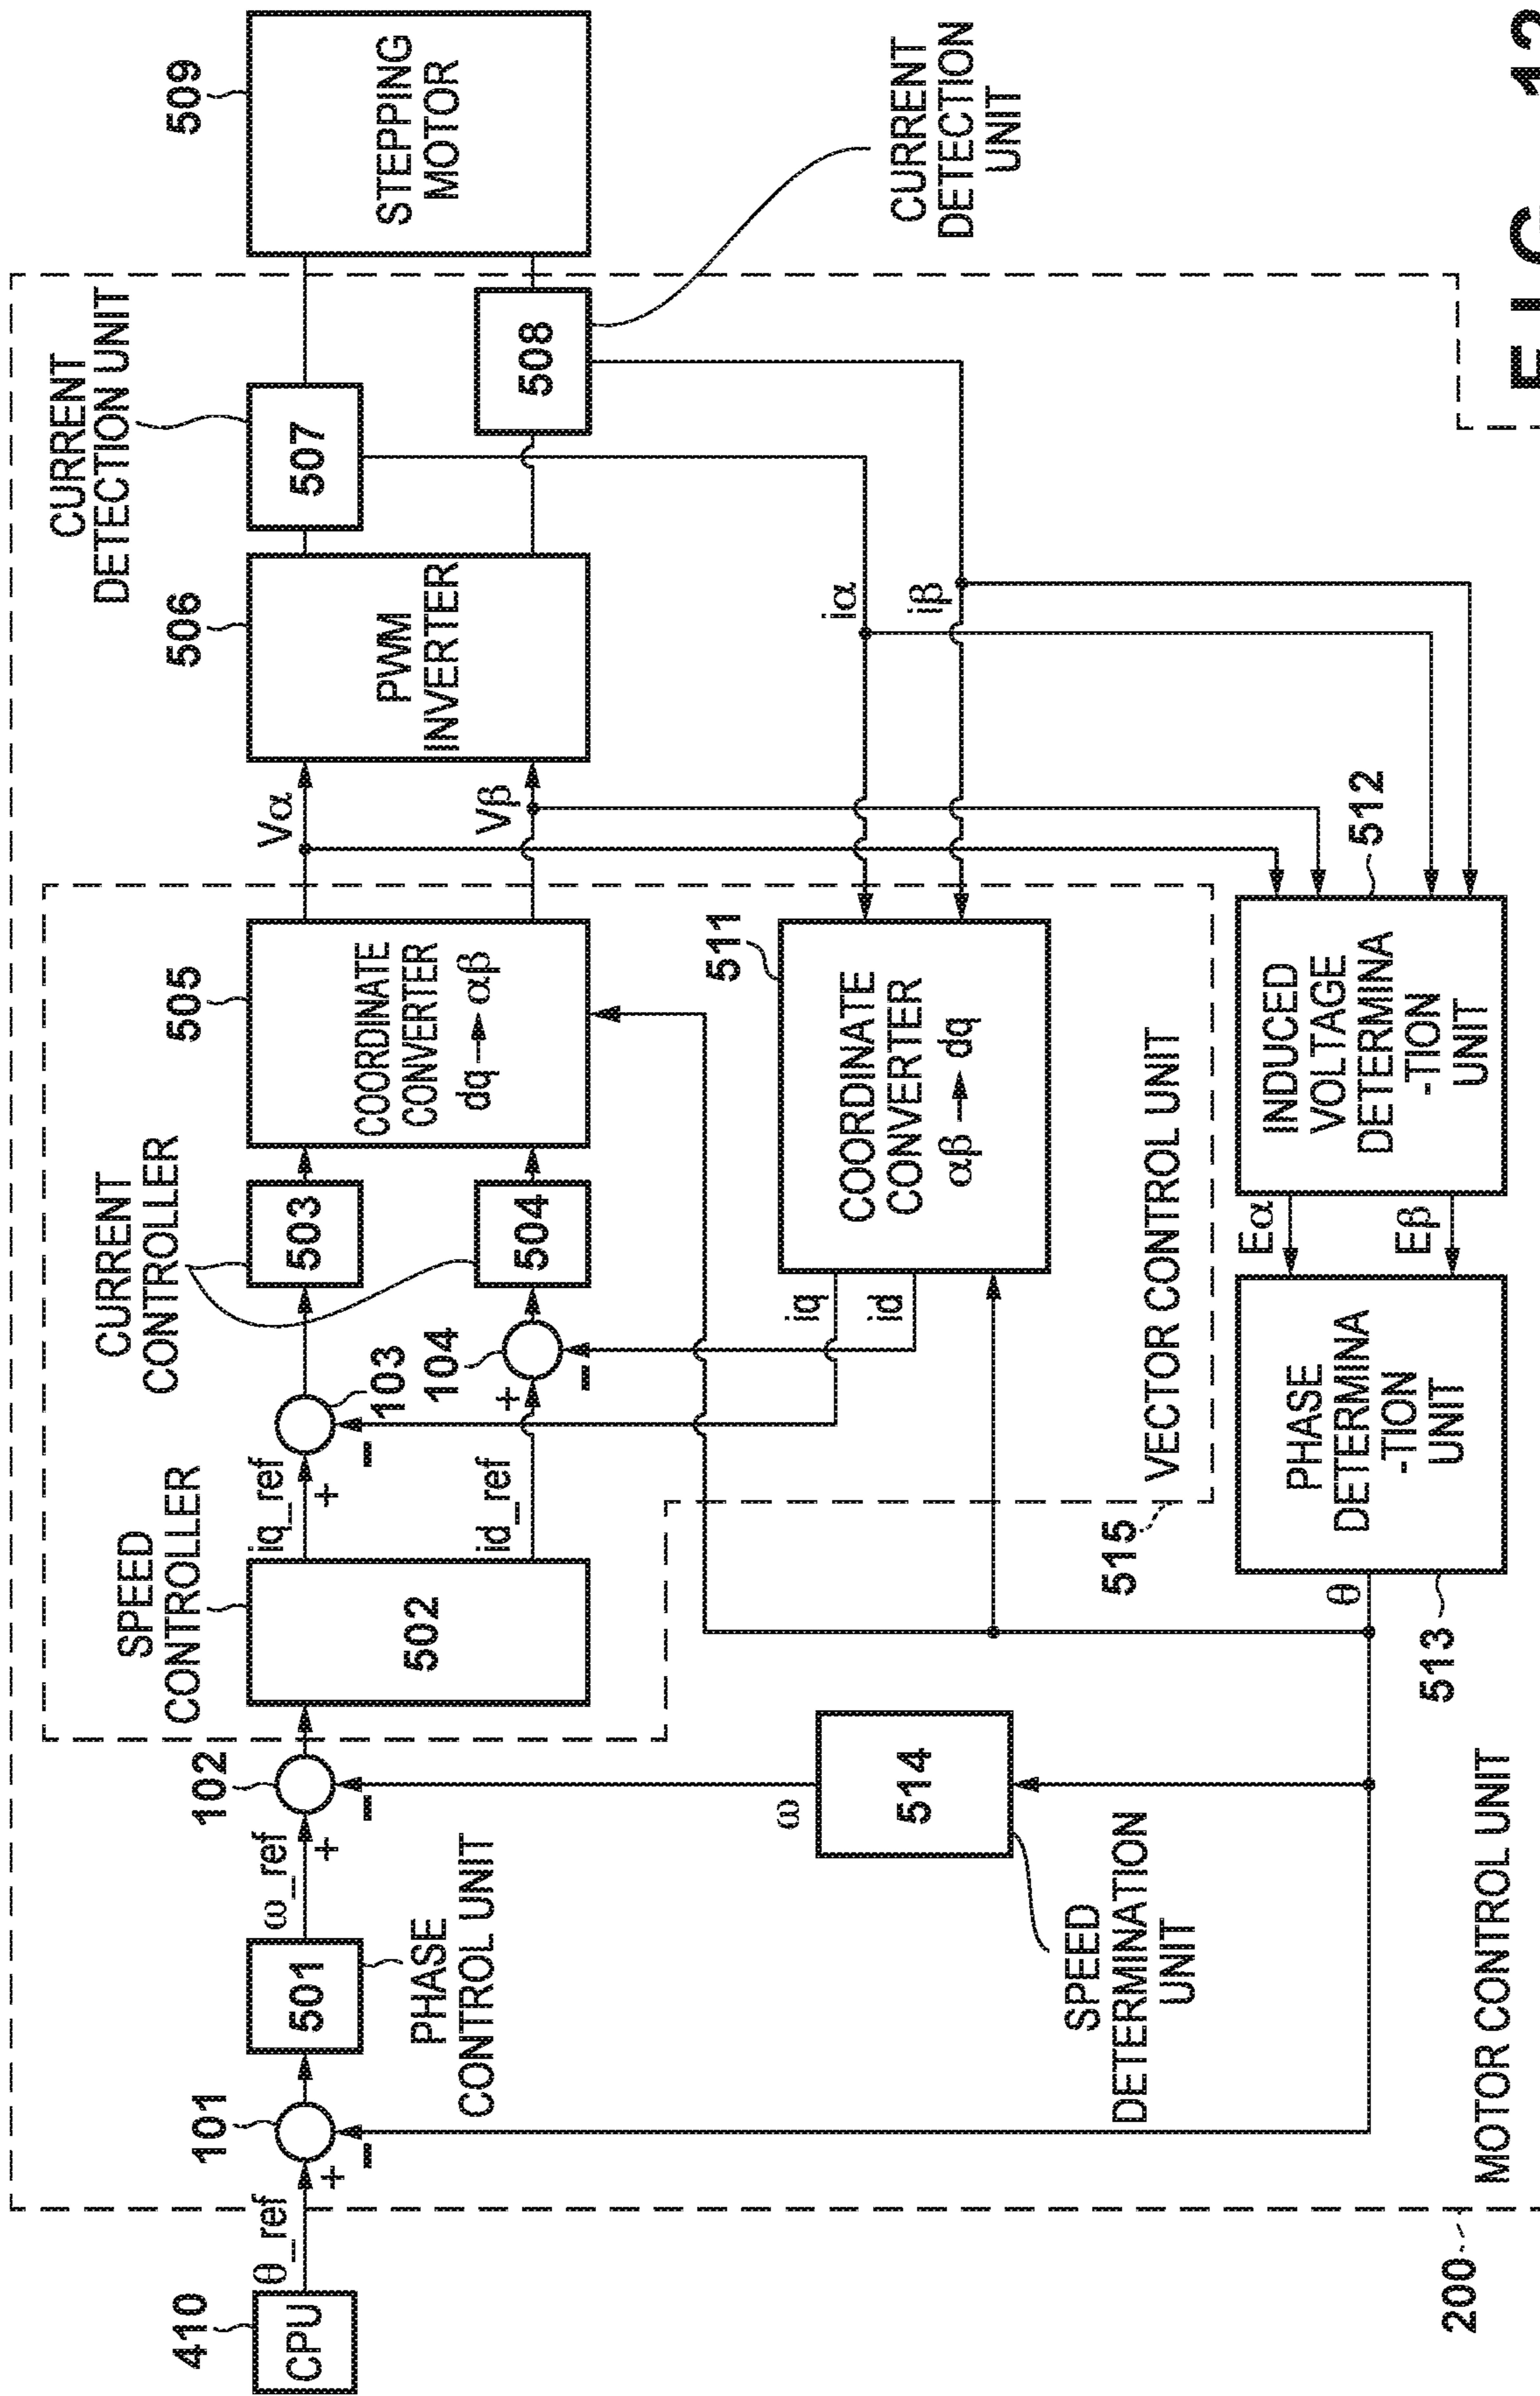 410
CPU
θ_ref
101
+
−
501
PHASE
CONTROL UNIT
ω_ref
102
+
−
SPEED
CONTROLLER
502
iq_ref
+
−
103
id_ref
+
−
104
CURRENT
CONTROLLER
503
504
505
COORDINATE
CONVERTER
dq→αβ
Vα
Vβ
506
PWM
INVERTER
CURRENT
DETECTION UNIT
507
508
509
STEPPING
MOTOR
CURRENT
DETECTION
UNIT
iα
iβ
511
COORDINATE
CONVERTER
αβ→dq
iq
id
VECTOR CONTROL UNIT
515
ω
514
SPEED
DETERMINATION
UNIT
512
INDUCED
VOLTAGE
DETERMINA
-TION
UNIT
Eα
Eβ
PHASE
DETERMINA
-TION
UNIT
θ
513
MOTOR CONTROL UNIT
200